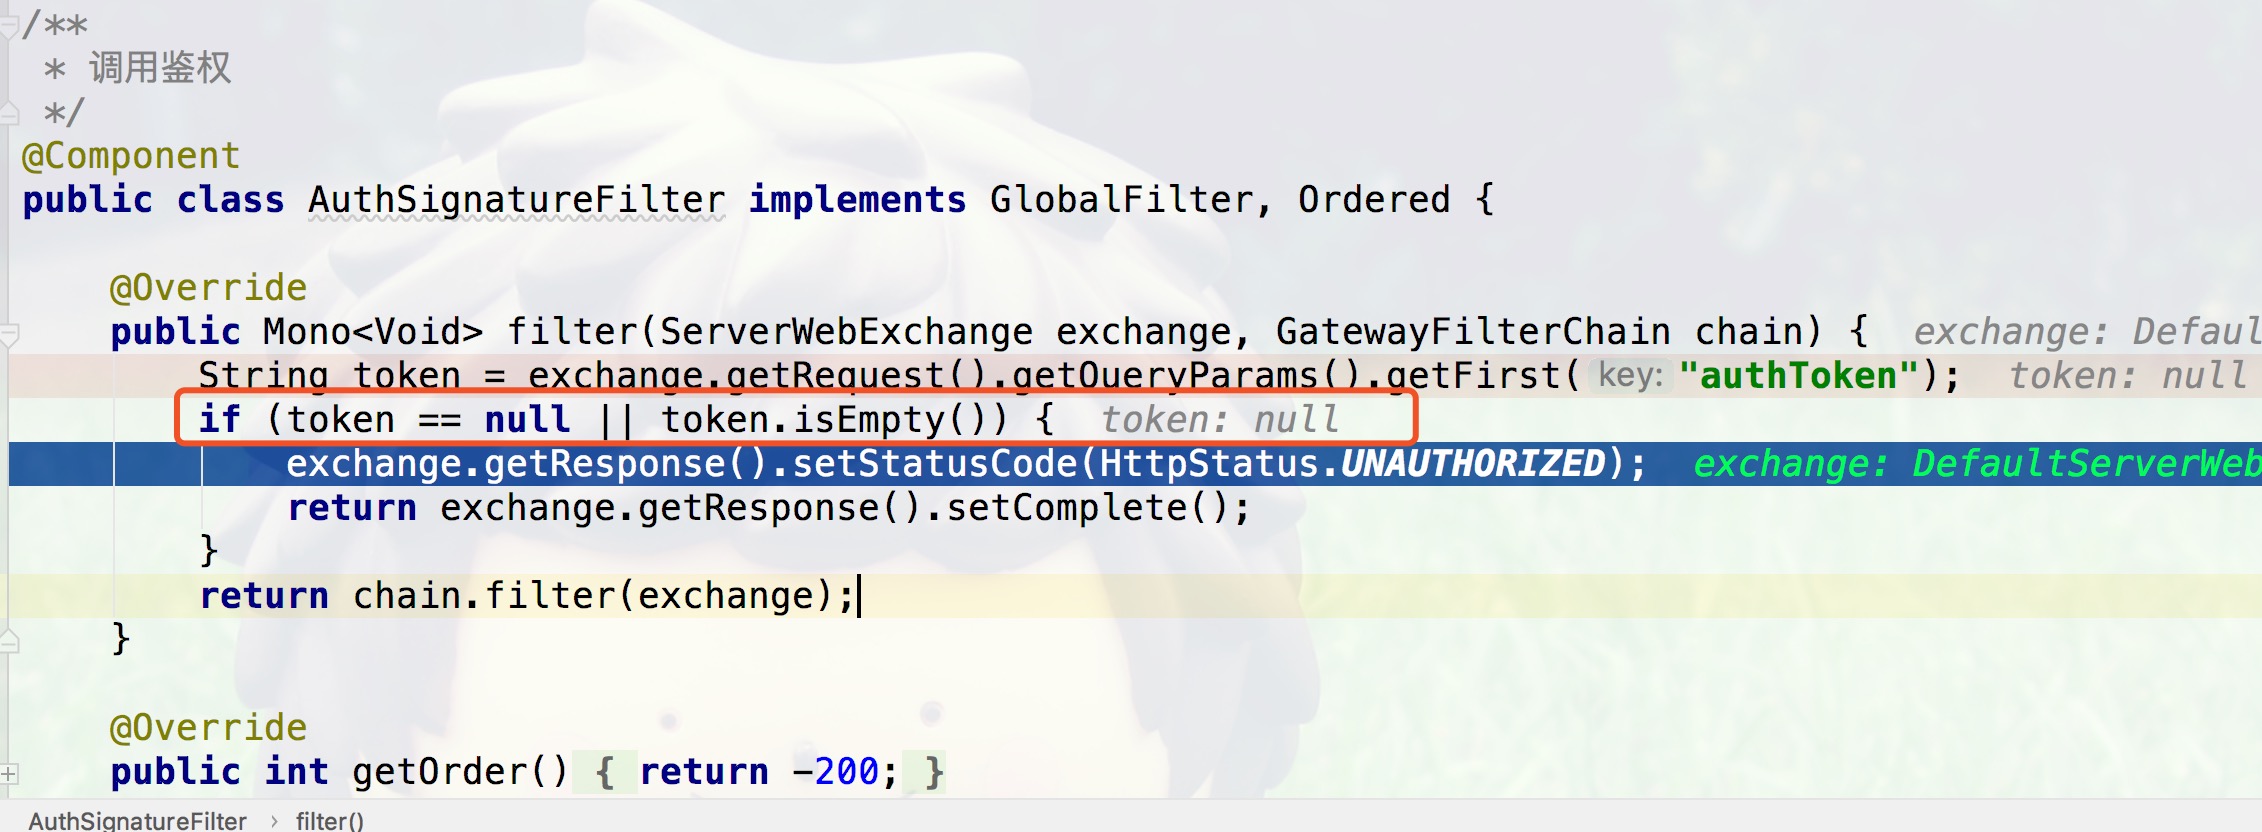 /**
 * 调用鉴权
 */
@Component
public class AuthSignatureFilter implements GlobalFilter, Ordered {
    @Override
    public Mono<Void> filter(ServerWebExchange exchange, GatewayFilterChain chain) {  exchange: Defaul
        String token = exchange.getRequest().getQueryParams().getFirst( key: "authToken");  token: null
        if (token == null || token.isEmpty()) {  token: null
            exchange.getResponse().setStatusCode(HttpStatus.UNAUTHORIZED);  exchange: DefaultServerWeb
            return exchange.getResponse().setComplete();
        }
        return chain.filter(exchange);
    }
    @Override
    public int getOrder() { return -200; }
AuthSignatureFilter › filter()